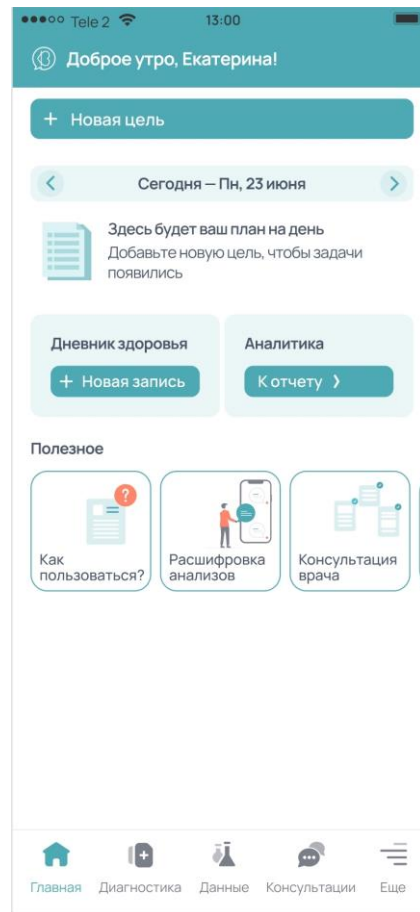 Tele 2
13:00
Доброе утро, Екатерина!
+ Новая цель
Сегодня — Пн, 23 июня
Здесь будет ваш план на день
Добавьте новую цель, чтобы задачи
появились
Дневник здоровья
+ Новая запись
Аналитика
К отчету
Полезное
?
Как
пользоваться?
Расшифровка
анализов
Консультация
врача
Главная
Диагностика
Данные
Консультации
Еще